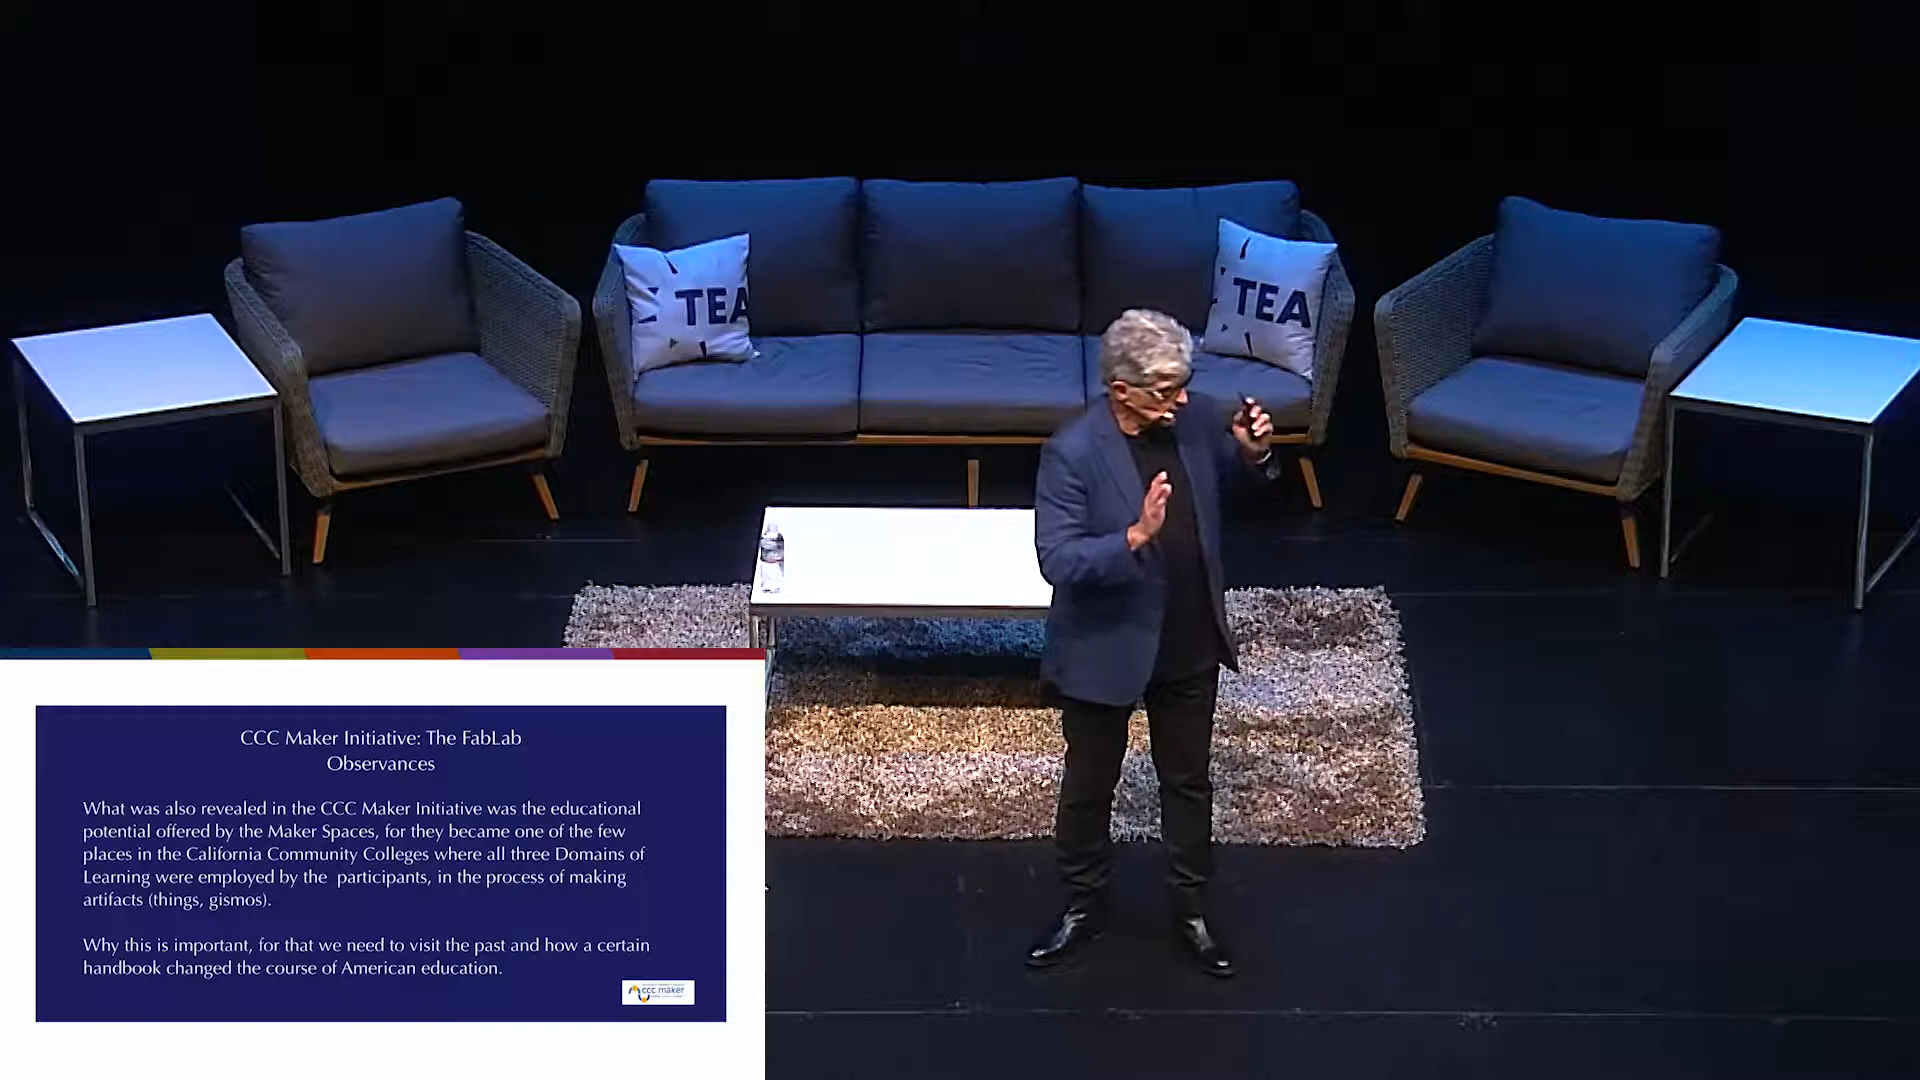 TEA
TEA
CCC Maker Initiative: The FabLab
Observances
What was also revealed in the CCC Maker Initiative was the educational
potential offered by the Maker Spaces, for they became one of the few
places in the California Community Colleges where all three Domains of
Learning were employed by the participants, in the process of making
artifacts (things, gismos).
Why this is important, for that we need to visit the past and how a certain
handbook changed the course of American education.
ccc maker